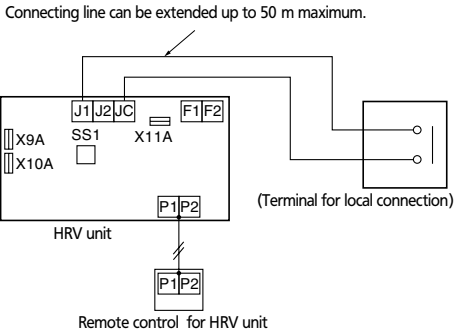 Connecting line can be extended up to 50 m maximum.
J1 J2 JC F1 F2
X9A SS1 X11A
X10A
(Terminal for local connection)
P1 P2
HRV unit
P1 P2
Remote control for HRV unit